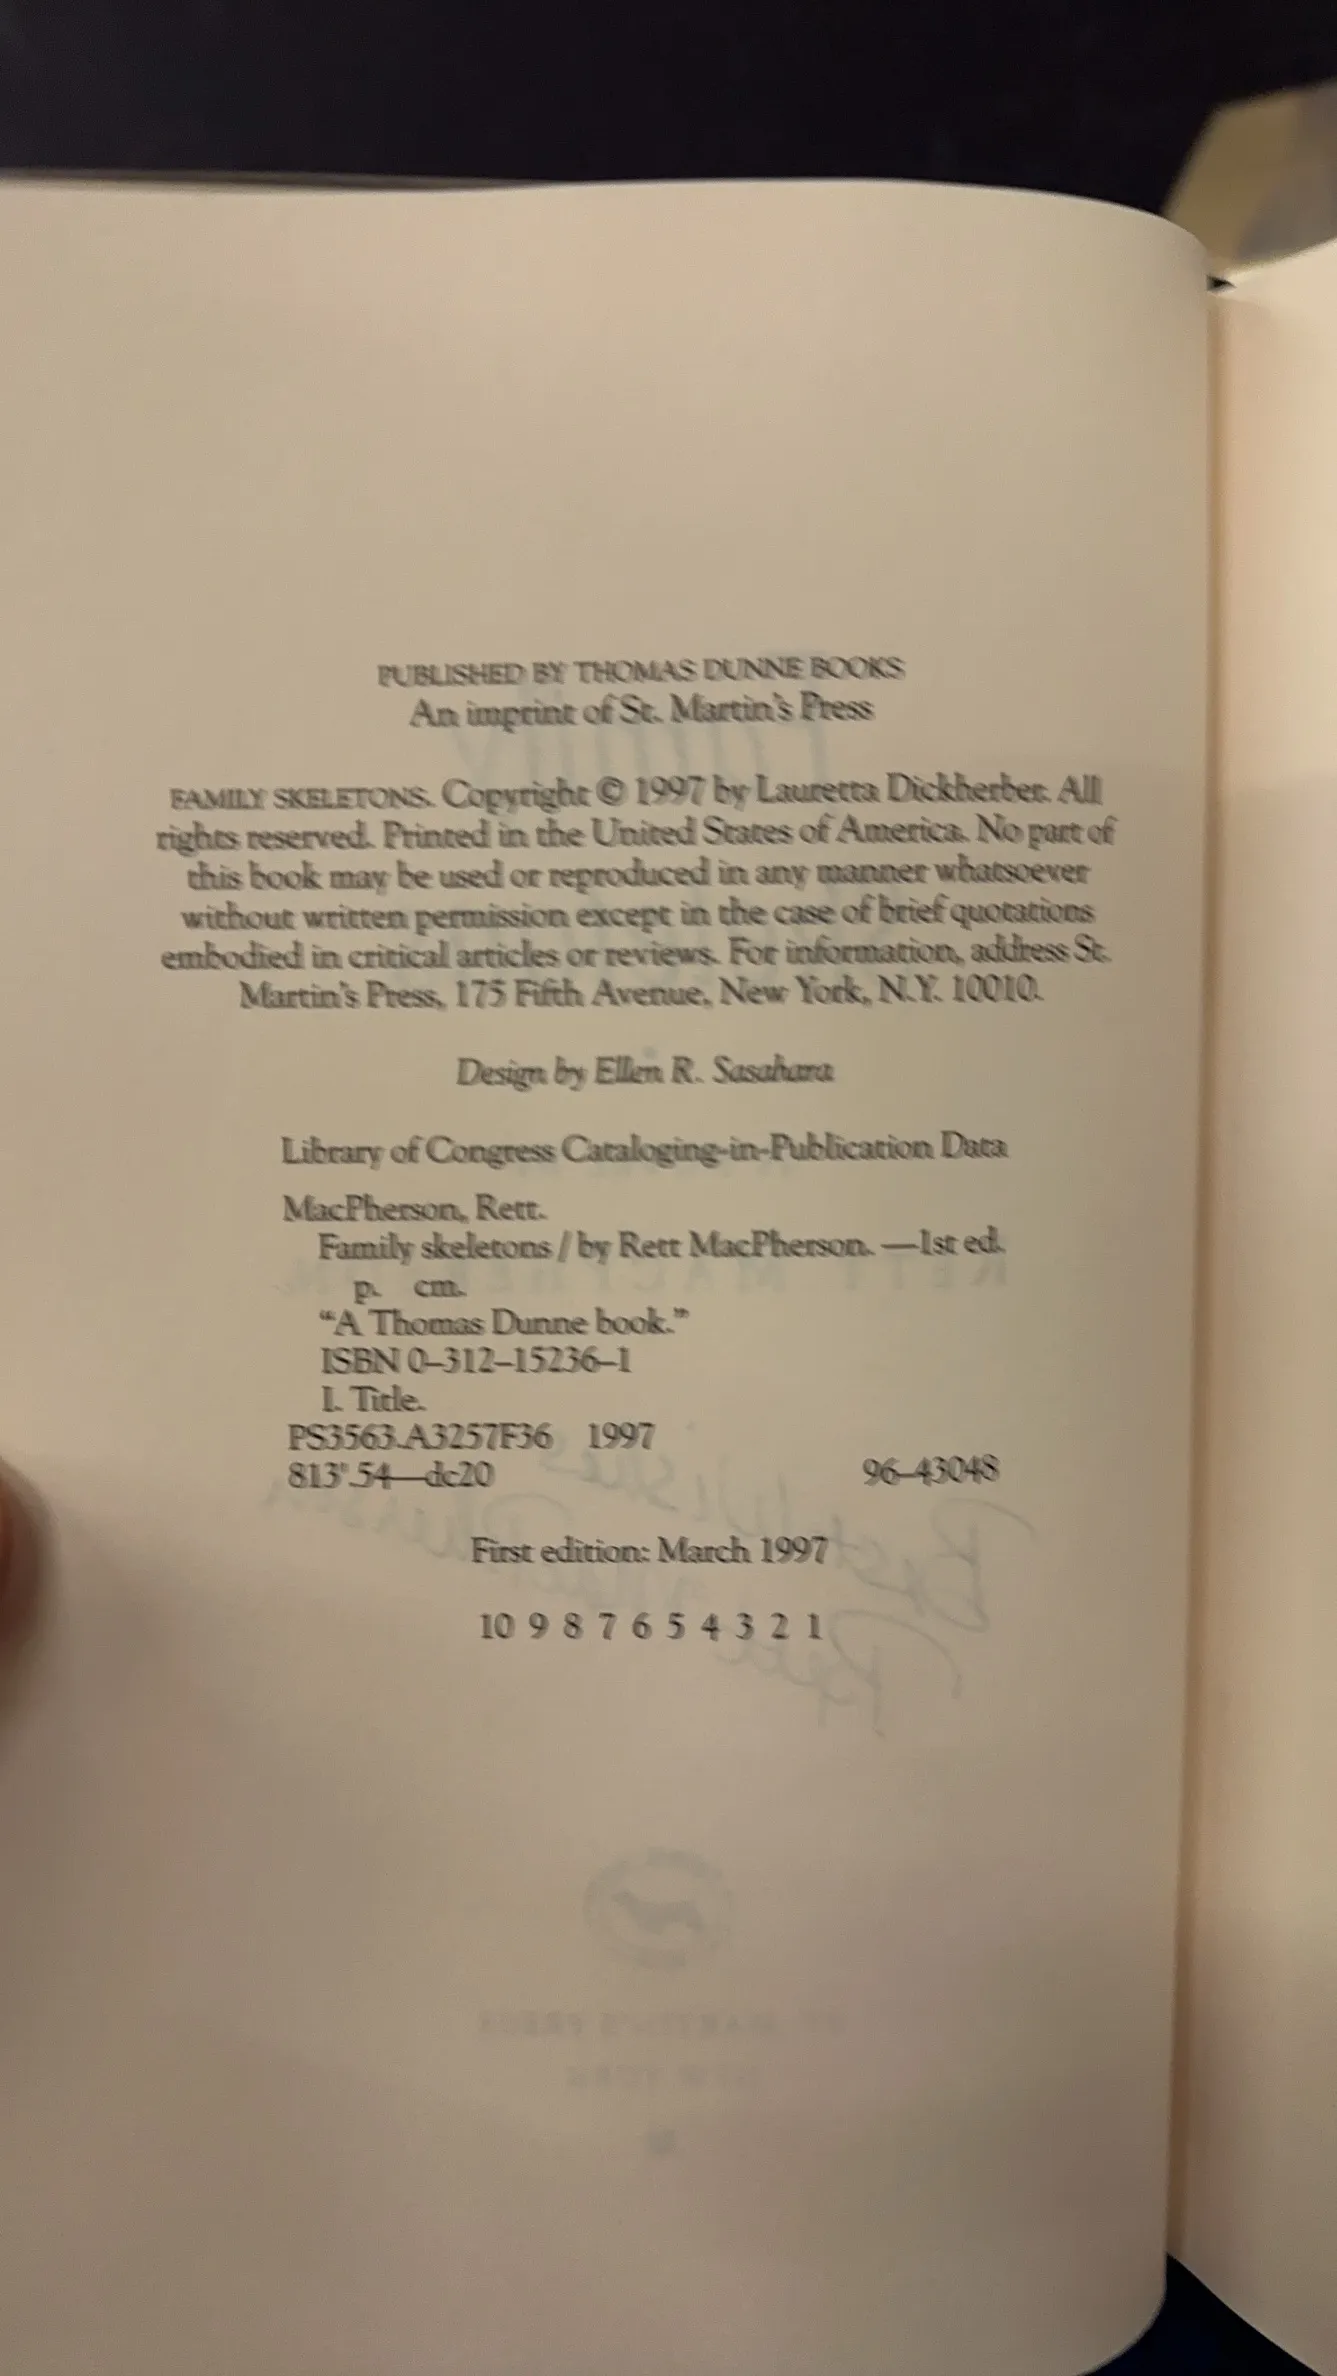 PUBLISHED BY THOMAS DUNNE BOOKS
An imprint of St. Martin's Press
FAMILY SKELETONS. Copyright © 1997 by Lauretta Dickherber. All
rights reserved. Printed in the United States of America. No part of
this book may be used or reproduced in any manner whatsoever
without written permission except in the case of brief quotations
embodied in critical articles or reviews. For information, address St.
Martin's Press, 175 Fifth Avenue, New York, N.Y. 10010.
Design by Ellen R. Sasahara
Library of Congress Cataloging-in-Publication Data
MacPherson, Rett.
Family skeletons / by Rett MacPherson. —1st ed.
p. cm.
"A Thomas Dunne book."
ISBN 0–312–15236–1
I. Title.
PS3563.A3257F36 1997
813'.54—dc20 96–43048
First edition: March 1997
10 9 8 7 6 5 4 3 2 1